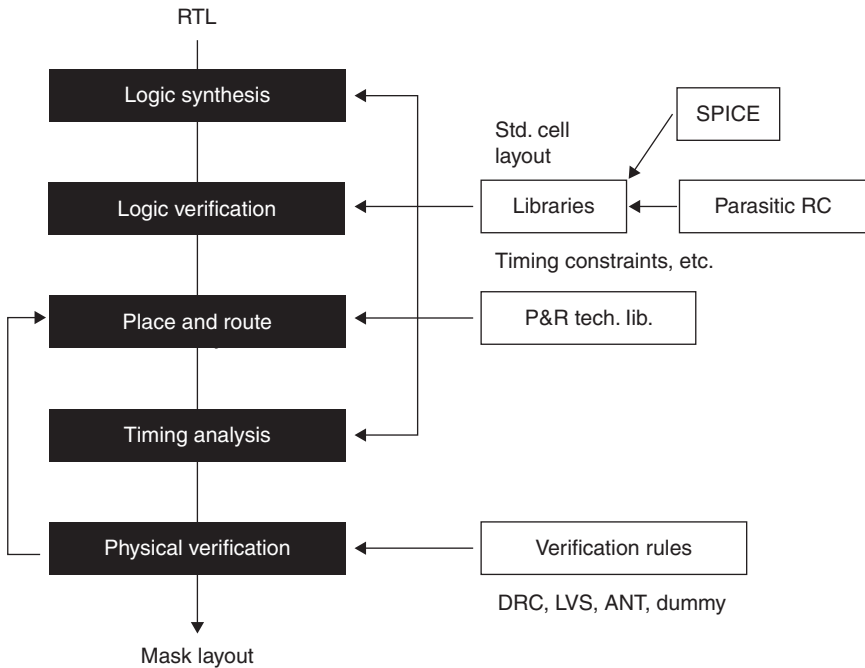 RTL
Logic synthesis
SPICE
Std. cell
layout
Logic verification
Libraries
Parasitic RC
Timing constraints, etc.
Place and route
P&R tech. lib.
Timing analysis
Physical verification
Verification rules
DRC, LVS, ANT, dummy
Mask layout